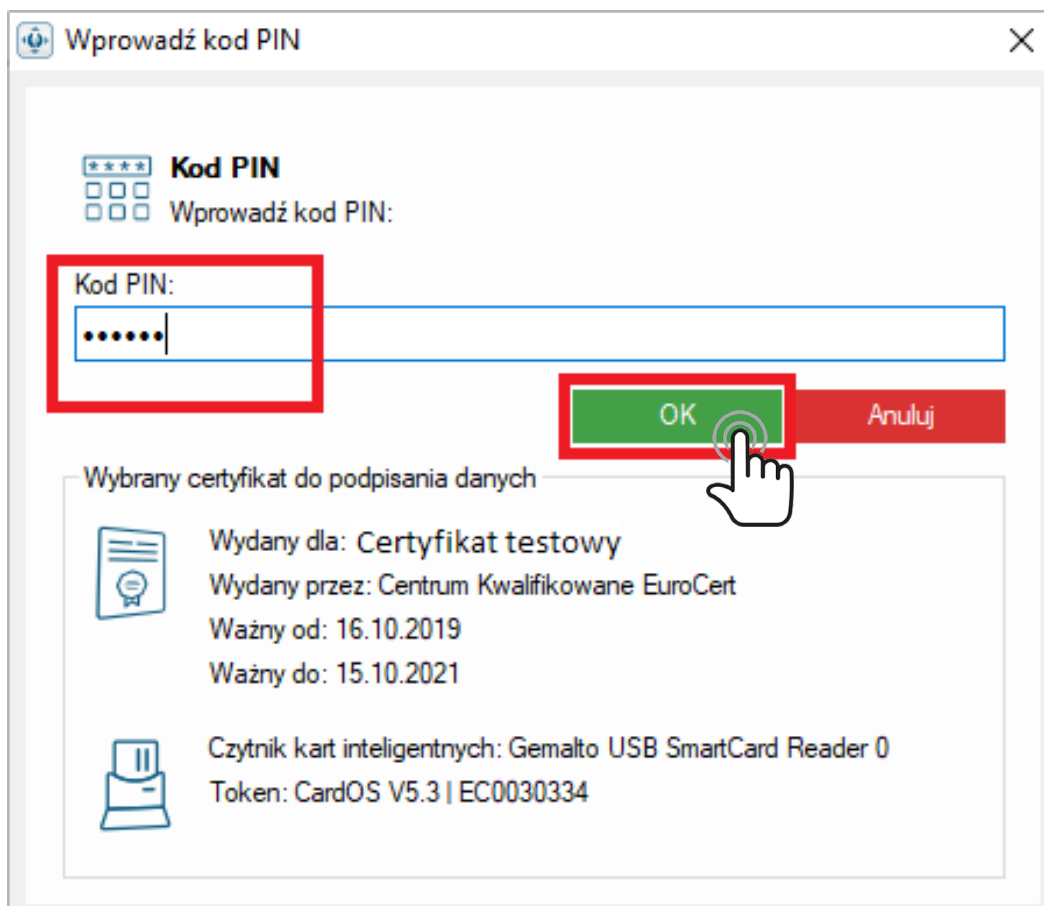 Wprowadź kod PIN
****
Kod PIN
Wprowadź kod PIN:
Kod PIN:
••••••
OK
Anuluj
Wybrany certyfikat do podpisania danych
Wydany dla: Certyfikat testowy
Wydany przez: Centrum Kwalifikowane EuroCert
Ważny od: 16.10.2019
Ważny do: 15.10.2021
Czytnik kart inteligentnych: Gemalto USB SmartCard Reader 0
Token: CardOS V5.3 | EC0030334